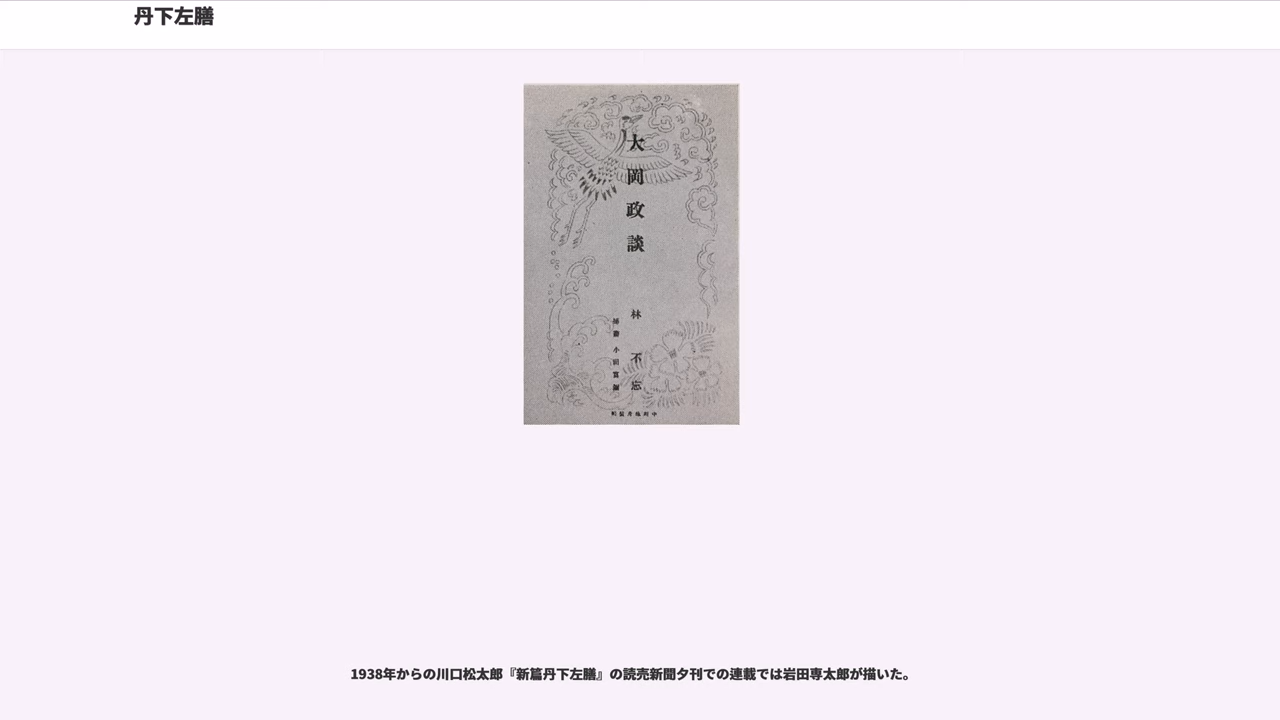 丹下左膳
大岡政談
林不忘
1938年からの川口松太郎『新篇丹下左膳』の読売新聞夕刊での連載では岩田専太郎が描いた。